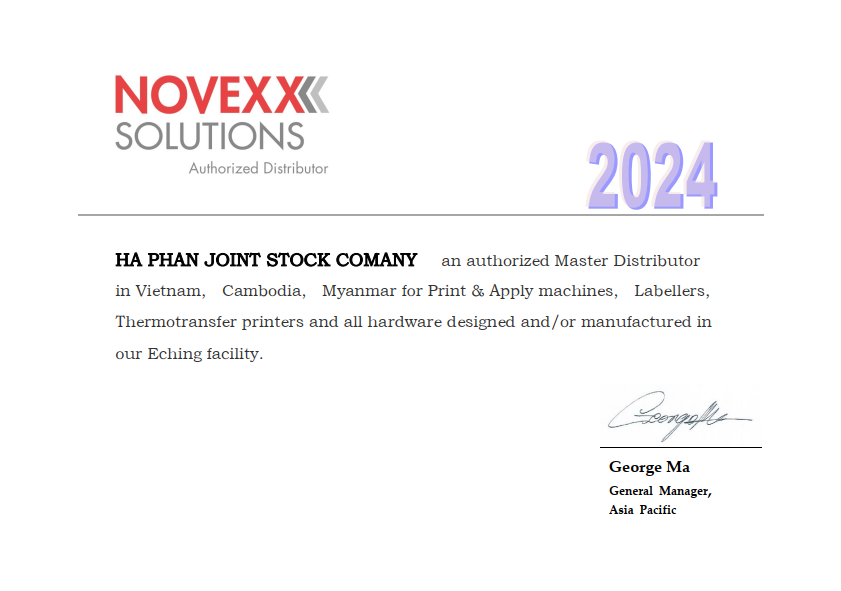 NOVEXX
SOLUTIONS
Authorized Distributor
2024
HA PHAN JOINT STOCK COMANY an authorized Master Distributor
in Vietnam, Cambodia, Myanmar for Print & Apply machines, Labellers,
Thermotransfer printers and all hardware designed and/or manufactured in
our Eching facility.
George Ma
George Ma
General Manager,
Asia Pacific